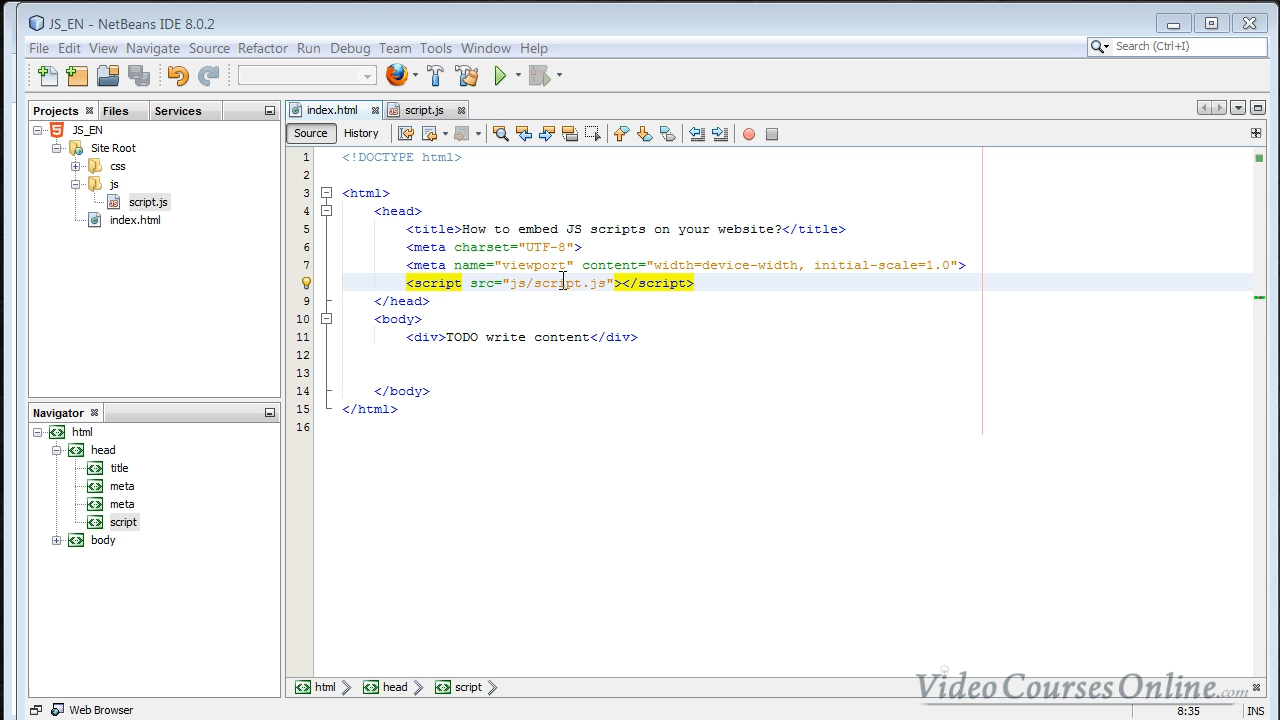 JS_EN - NetBeans IDE 8.0.2
File Edit View Navigate Source Refactor Run Debug Team Tools Window Help
Search (Ctrl+I)
Projects Files Services
JS_EN
Site Root
css
js
script.js
index.html
Navigator
html
head
title
meta
meta
script
body
index.html script.js
Source History
1 <!DOCTYPE html>
2
3 <html>
4 <head>
5 <title>How to embed JS scripts on your website?</title>
6 <meta charset="UTF-8">
7 <meta name="viewport" content="width=device-width, initial-scale=1.0">
<script src="js/script.js"></script>
9 </head>
10 <body>
11 <div>TODO write content</div>
12
13
14 </body>
15 </html>
16
html head script
VideoCoursesOnline.com
Web Browser
8:35 INS